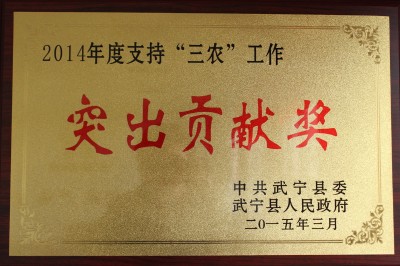 2014年度支持“三农”工作
突出贡献奖
中共武宁县委
武宁县人民政府
二〇一五年三月